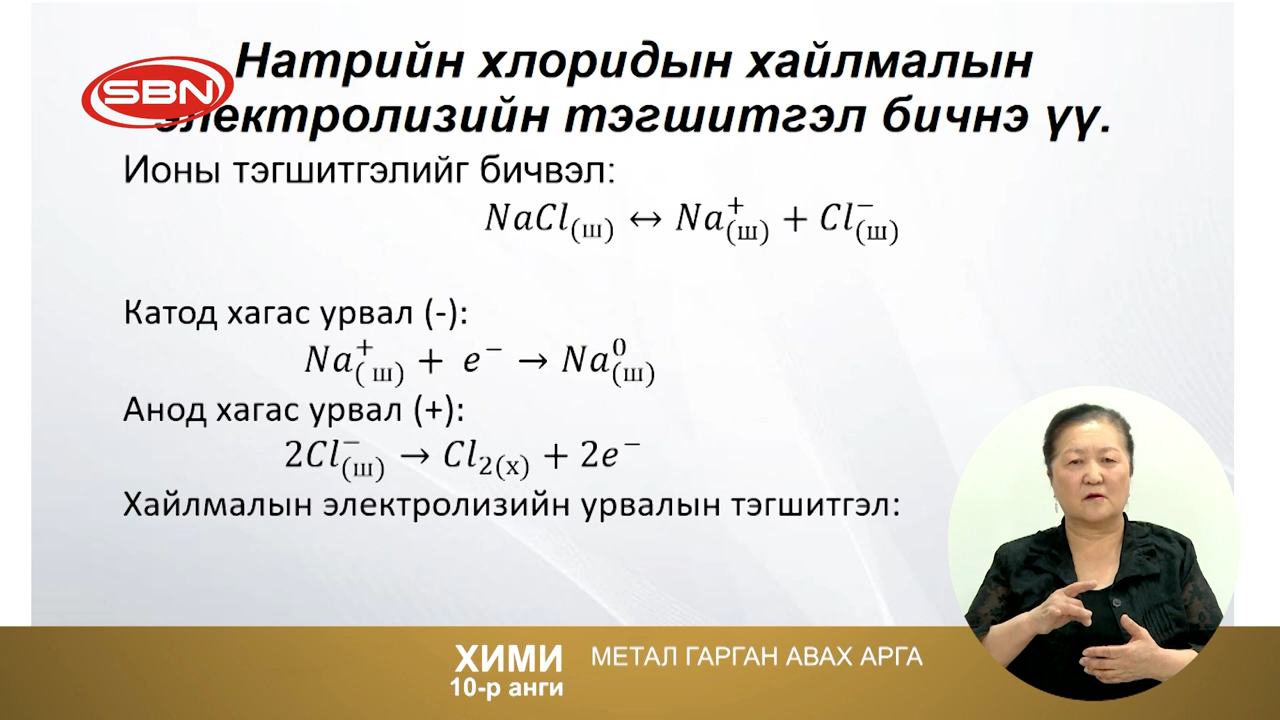 SBN
Натрийн хлоридын хайлмалын
электролизийн тэгшитгэл бичнэ үү.
Ионы тэгшитгэлийг бичвэл:
NaCl(ш) ↔ Na⁺(ш) + Cl⁻(ш)
Катод хагас урвал (-):
Na⁺( ш) + e⁻ → Na⁰(ш)
Анод хагас урвал (+):
2Cl⁻(ш) → Cl₂(х) + 2e⁻
Хайлмалын электролизийн урвалын тэгшитгэл:
ХИМИ
10-р анги
МЕТАЛ ГАРГАН АВАХ АРГА